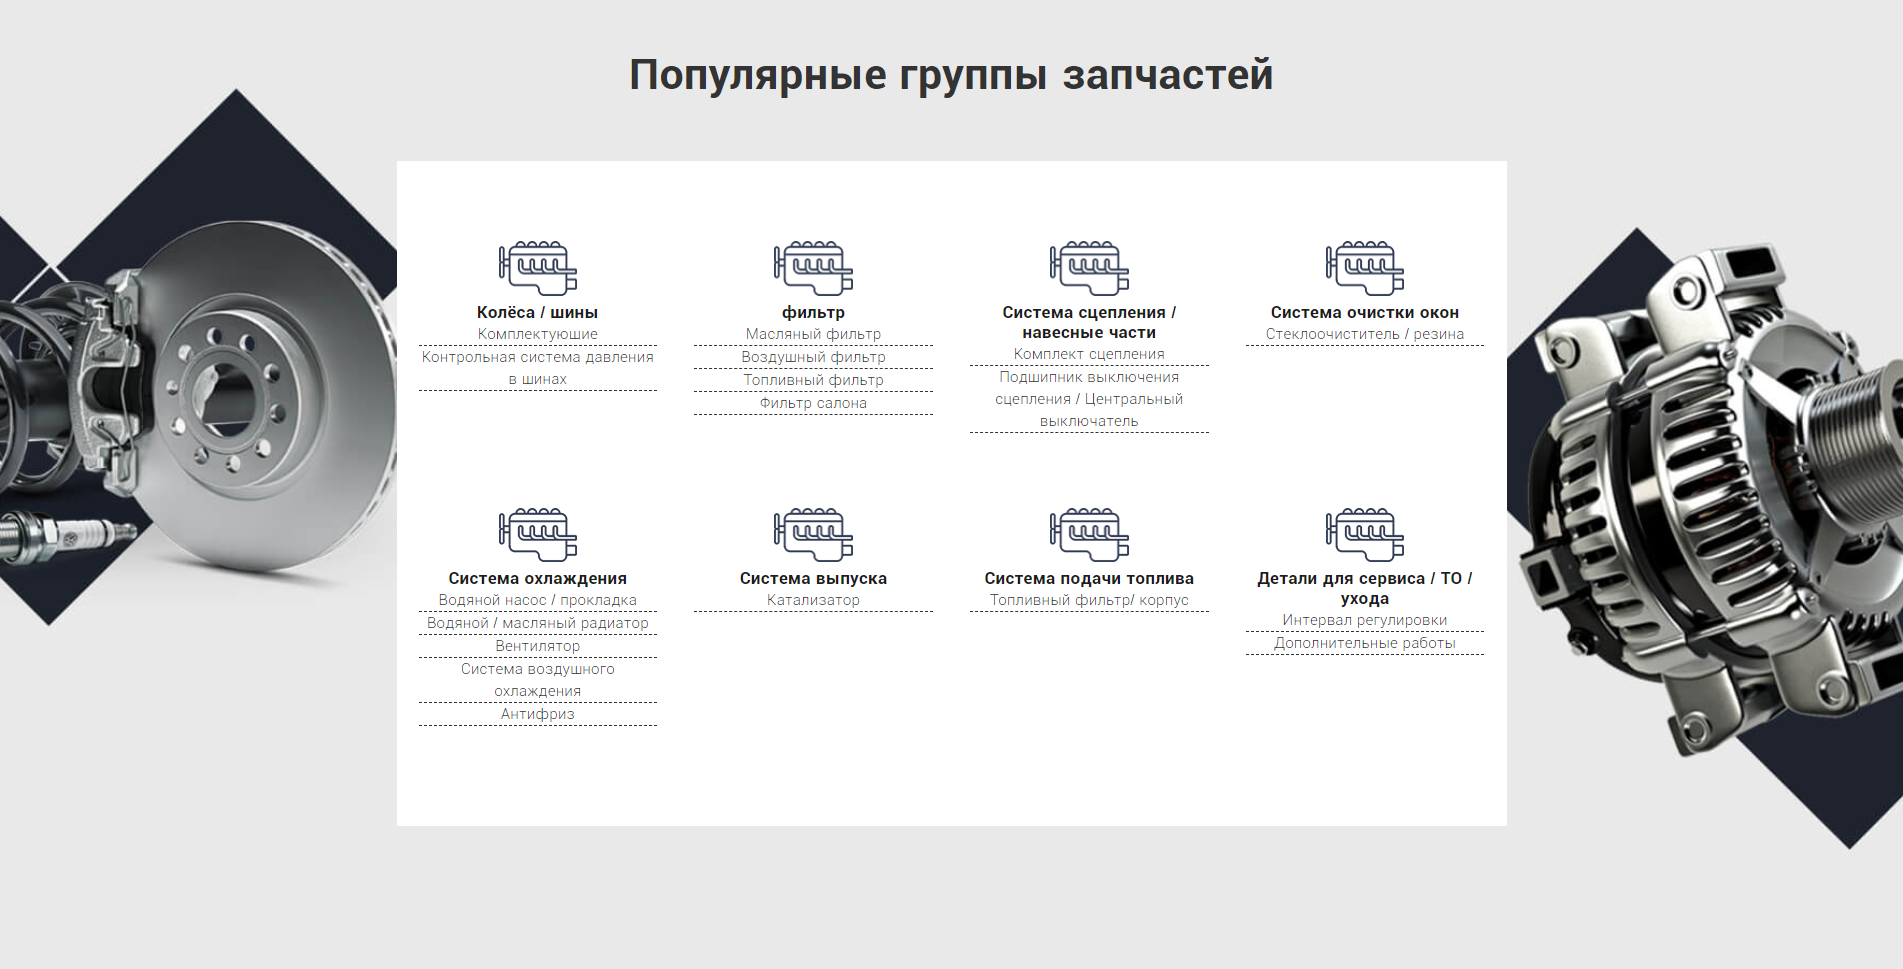 Популярные группы запчастей
Колёса / шины
Комплектующие
Контрольная система давления
в шинах
фильтр
Масляный фильтр
Воздушный фильтр
Топливный фильтр
Фильтр салона
Система сцепления /
навесные части
Комплект сцепления
Подшипник выключения
сцепления / Центральный
выключатель
Система очистки окон
Стеклоочиститель / резина
Система охлаждения
Водяной насос / прокладка
Водяной / масляный радиатор
Вентилятор
Система воздушного
охлаждения
Антифриз
Система выпуска
Катализатор
Система подачи топлива
Топливный фильтр/ корпус
Детали для сервиса / ТО /
ухода
Интервал регулировки
Дополнительные работы